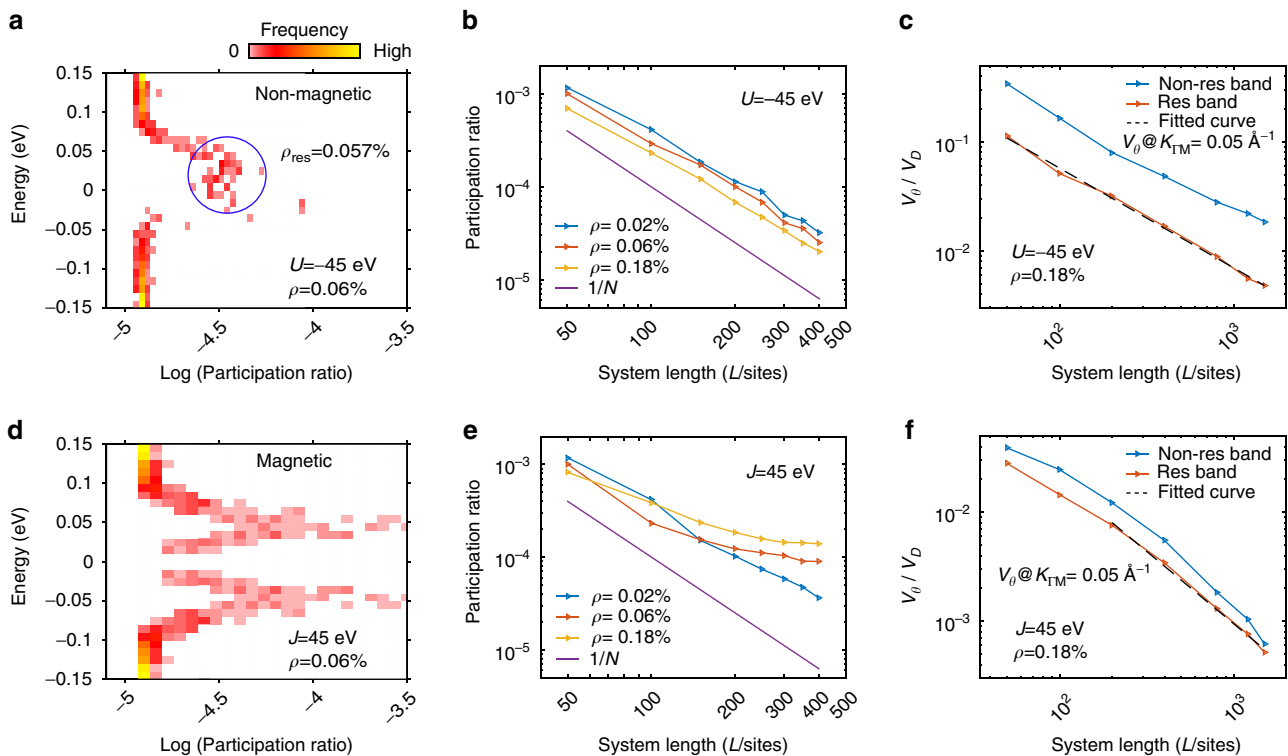 a
Frequency
0 High
Non-magnetic
ρres=0.057%
U=−45 eV
ρ=0.06%
Energy (eV)
0.15
0.1
0.05
0
−0.05
−0.1
−0.15
−5 −4.5 −4 −3.5
Log (Participation ratio)
b
U=−45 eV
Participation ratio
10⁻³
10⁻⁴
10⁻⁵
ρ= 0.02%
ρ= 0.06%
ρ= 0.18%
1/N
50 100 200 300 400 500
System length (L/sites)
c
Non-res band
Res band
Fitted curve
Vθ@KΓM= 0.05 Å⁻¹
Vθ / VD
10⁻¹
10⁻²
U=−45 eV
ρ=0.18%
10² 10³
System length (L/sites)
d
Magnetic
J=45 eV
ρ=0.06%
Energy (eV)
0.15
0.1
0.05
0
−0.05
−0.1
−0.15
−5 −4.5 −4 −3.5
Log (Participation ratio)
e
J=45 eV
Participation ratio
10⁻³
10⁻⁴
10⁻⁵
ρ= 0.02%
ρ= 0.06%
ρ= 0.18%
1/N
50 100 200 300 400 500
System length (L/sites)
f
Non-res band
Res band
Fitted curve
Vθ@KΓM= 0.05 Å⁻¹
Vθ / VD
10⁻²
10⁻³
J=45 eV
ρ=0.18%
10² 10³
System length (L/sites)